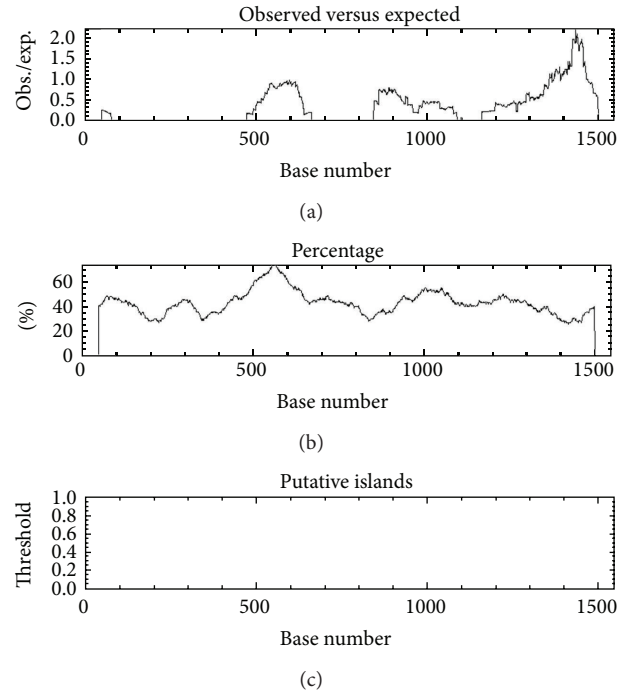 Observed versus expected
Obs./exp.
2.0
1.5
1.0
0.5
0.0
0 500 1000 1500
Base number
(a)
Percentage
(%)
60
40
20
0
0 500 1000 1500
Base number
(b)
Putative islands
Threshold
1.0
0.8
0.6
0.4
0.2
0.0
0 500 1000 1500
Base number
(c)